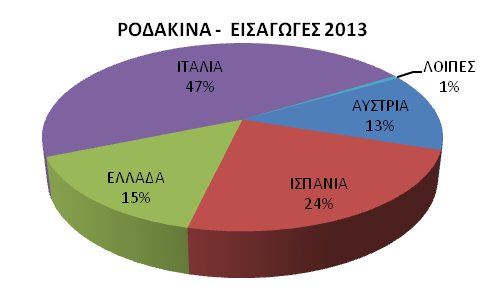 ΡΟΔΑΚΙΝΑ - ΕΙΣΑΓΩΓΕΣ 2013
ΙΤΑΛΙΑ
47%
ΛΟΙΠΕΣ
1%
ΑΥΣΤΡΙΑ
13%
ΕΛΛΑΔΑ
15%
ΙΣΠΑΝΙΑ
24%